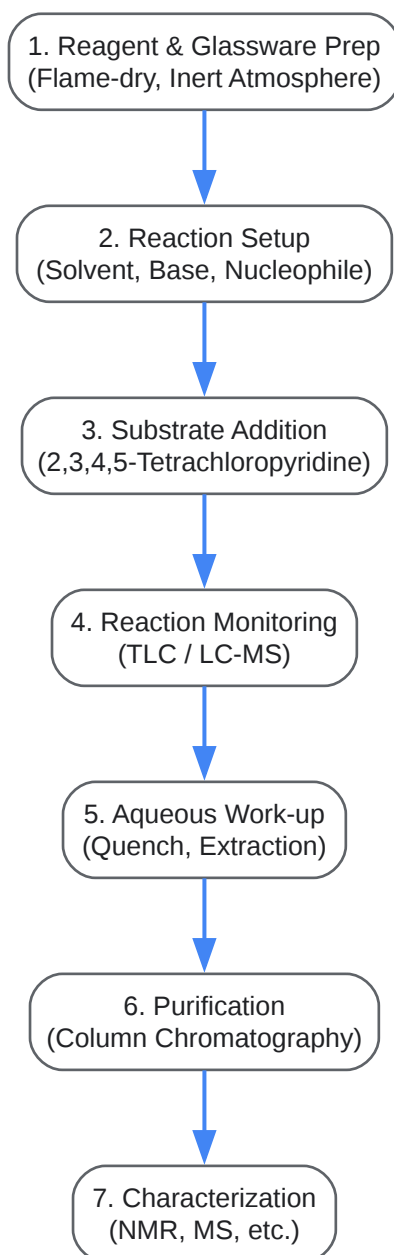 1. Reagent & Glassware Prep
(Flame-dry, Inert Atmosphere)
2. Reaction Setup
(Solvent, Base, Nucleophile)
3. Substrate Addition
(2,3,4,5-Tetrachloropyridine)
4. Reaction Monitoring
(TLC / LC-MS)
5. Aqueous Work-up
(Quench, Extraction)
6. Purification
(Column Chromatography)
7. Characterization
(NMR, MS, etc.)